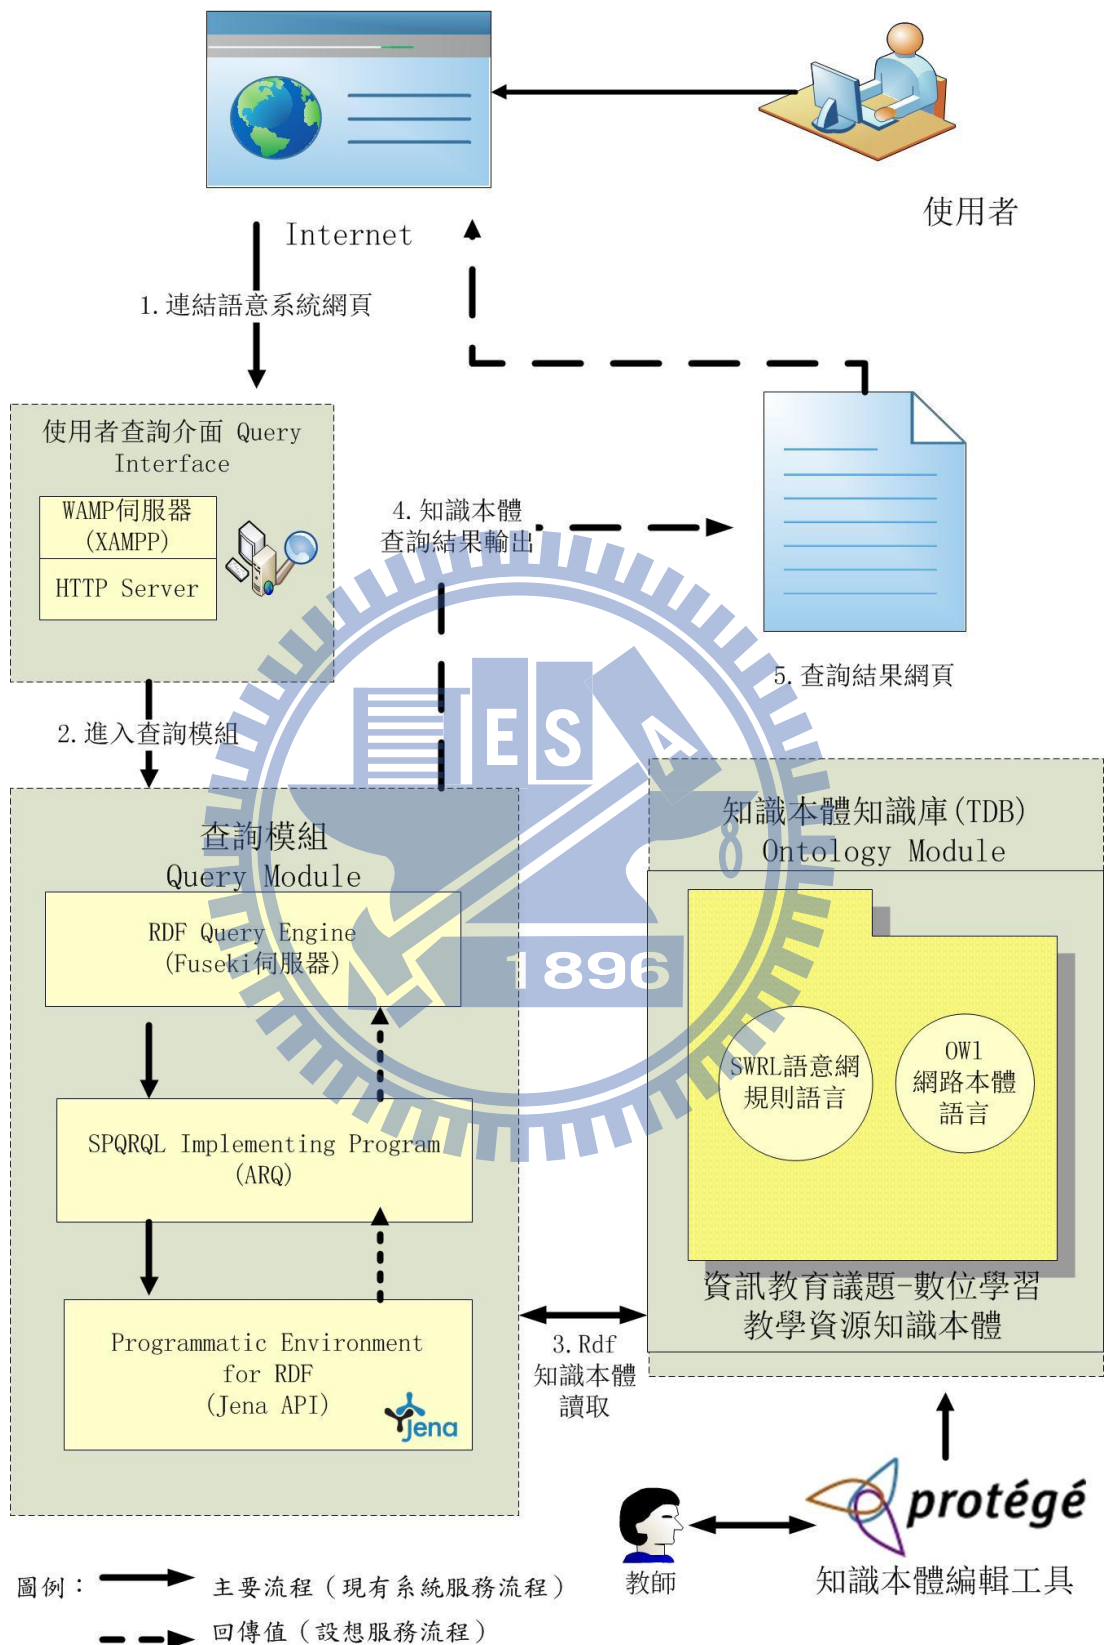 使用者
Internet
1.連結語意系統網頁
使用者查詢介面 Query
Interface
WAMP伺服器
(XAMPP)
HTTP Server
4.知識本體
查詢結果輸出
5.查詢結果網頁
2.進入查詢模組
ESA
8
1896
查詢模組
Query Module
RDF Query Engine
(Fuseki伺服器)
SPQRQL Implementing Program
(ARQ)
Programmatic Environment
for RDF
(Jena API)
Jena
知識本體知識庫(TDB)
Ontology Module
SWRL語意網
規則語言
OWl
網路本體
語言
資訊教育議題-數位學習
教學資源知識本體
3.Rdf
知識本體
讀取
protégé
教師
知識本體編輯工具
圖例：
主要流程（現有系統服務流程）
回傳值（設想服務流程）